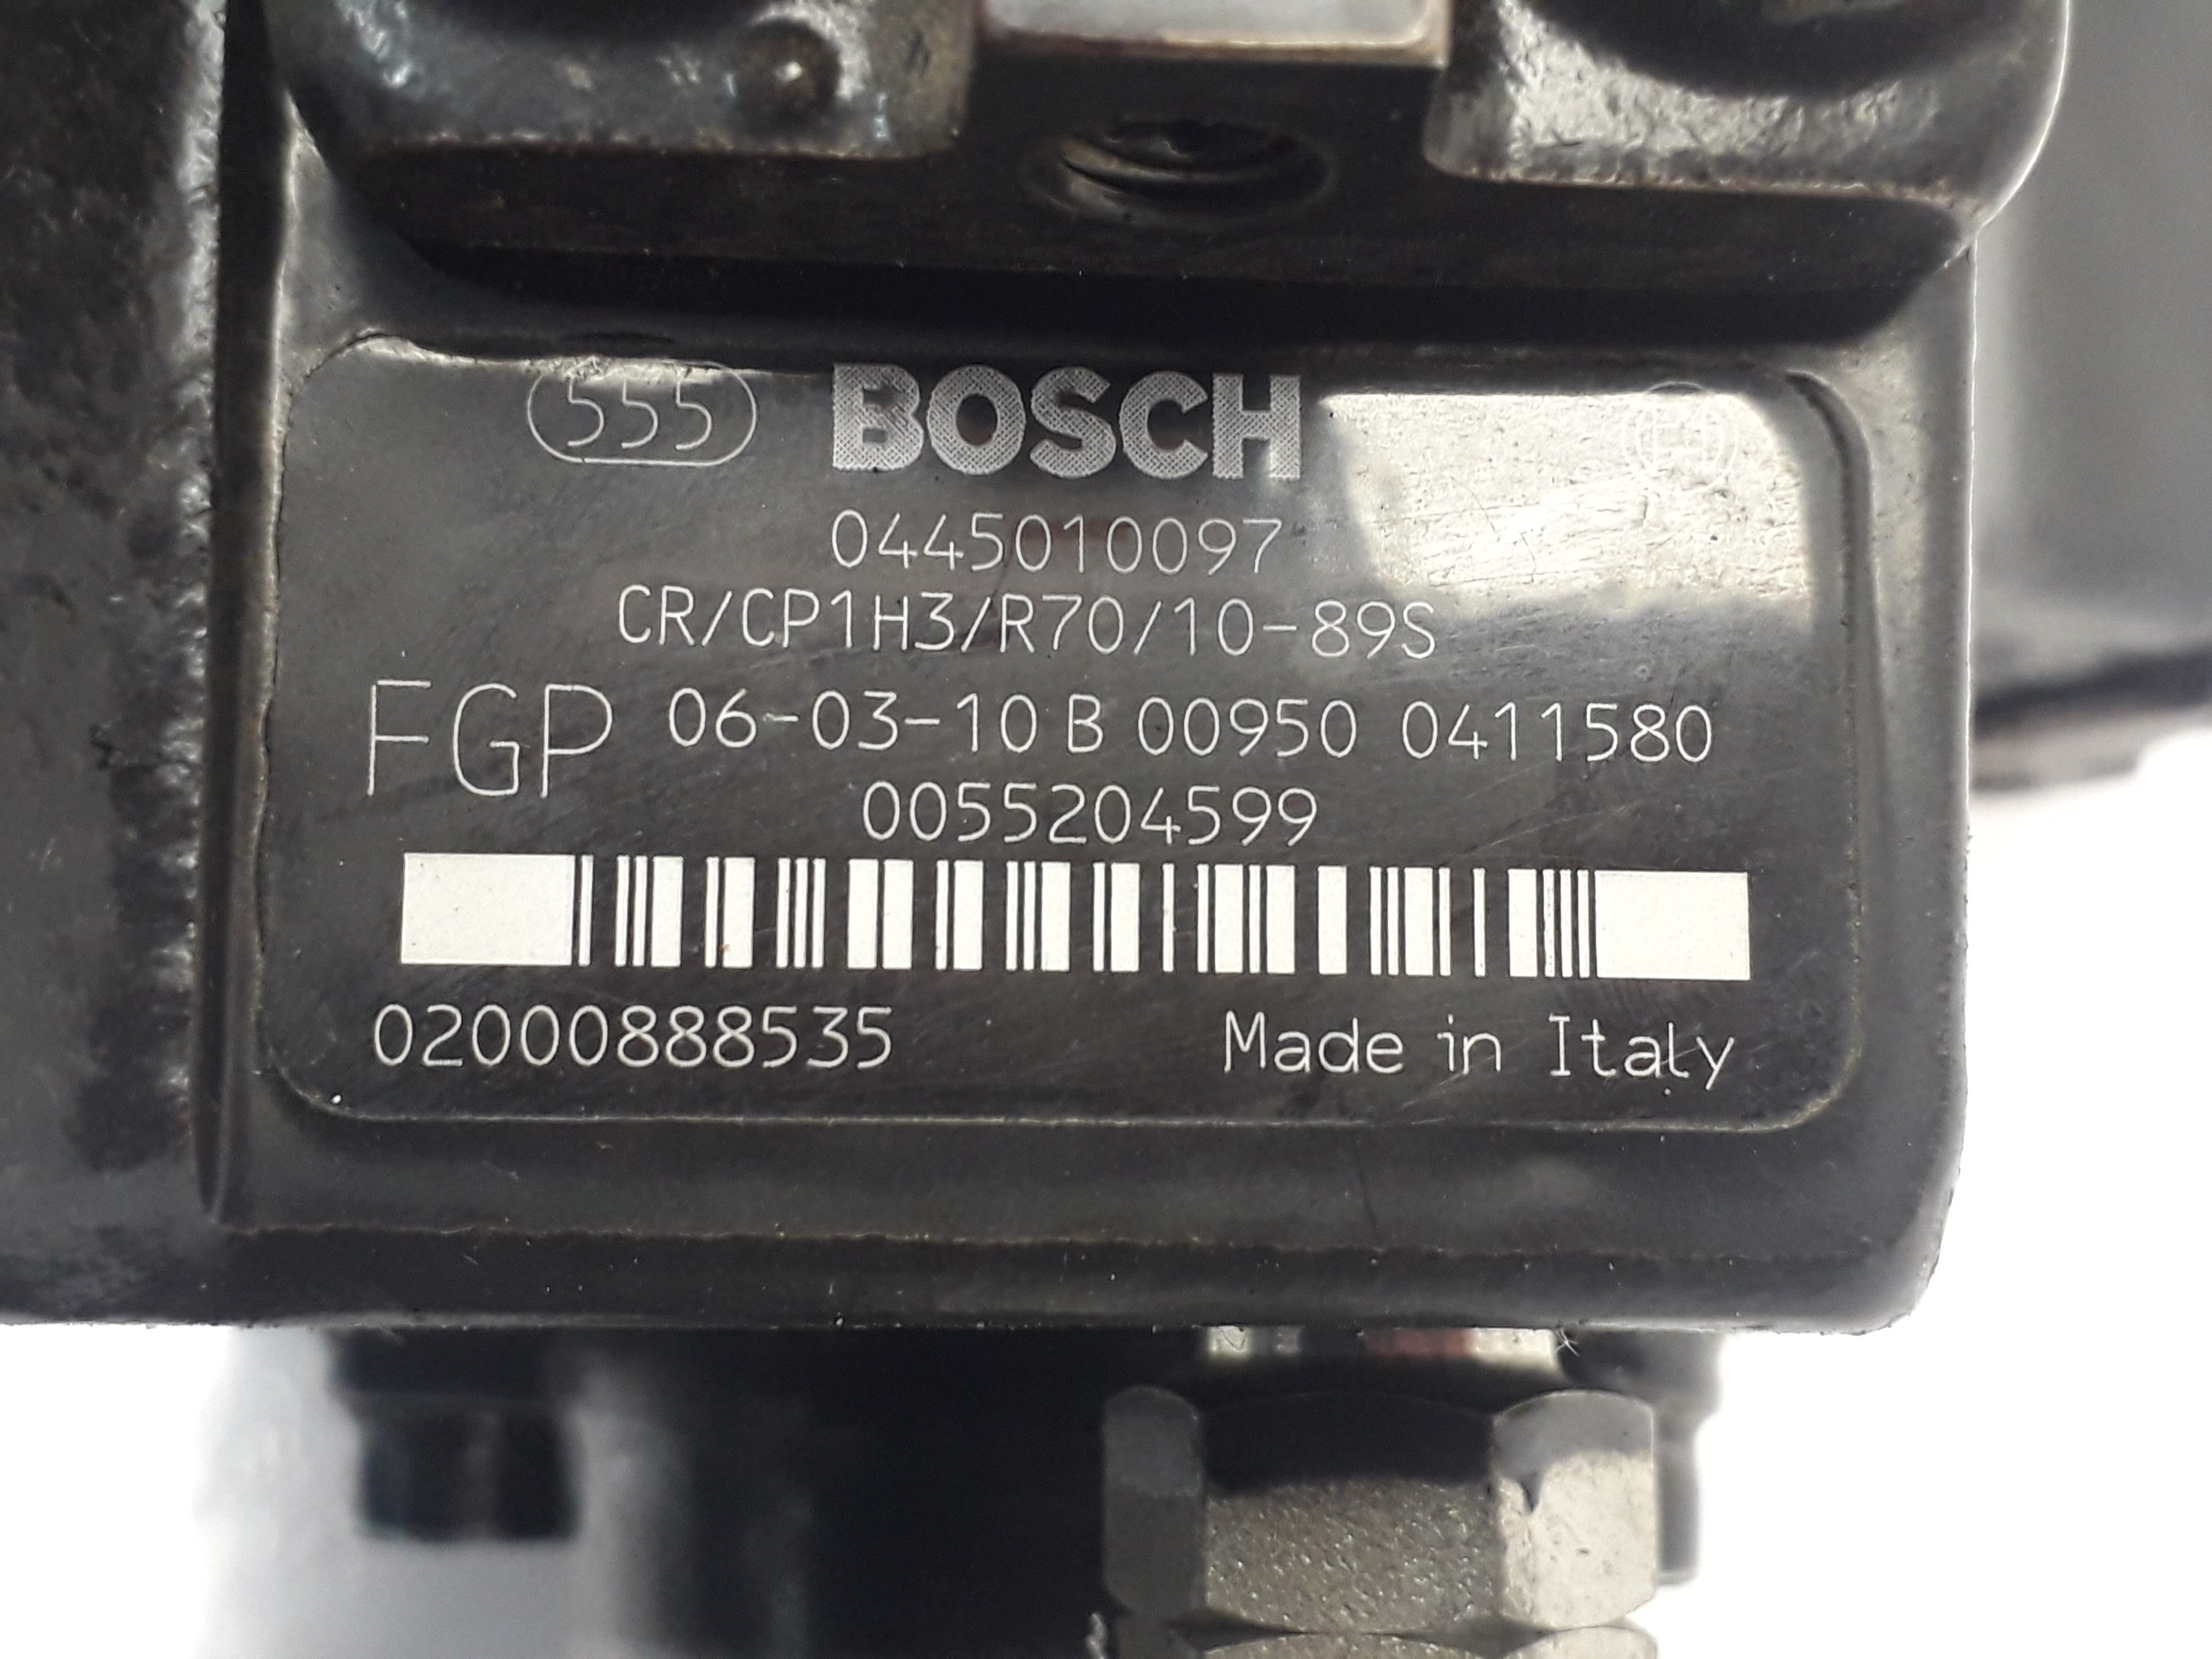 555 BOSCH
0445010097
CR/CP1H3/R70/10-89S
FGP 06-03-10 B 00950 0411580
0055204599
02000888535 Made in Italy